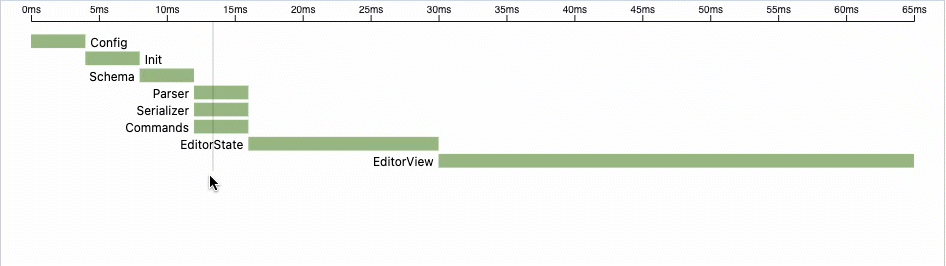 0ms 5ms 10ms 15ms 20ms 25ms 30ms 35ms 40ms 45ms 50ms 55ms 60ms 65ms
Config
Init
Schema
Parser
Serializer
Commands
EditorState
EditorView